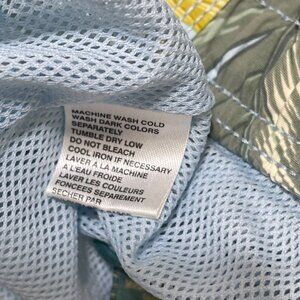 MACHINE WASH COLD
WASH DARK COLORS
SEPARATELY
TUMBLE DRY LOW
DO NOT BLEACH
COOL IRON IF NECESSARY
LAVER A LA MACHINE
A L'EAU FROIDE
LAVER LES COULEURS
FONCEES SEPAREMENT
SECHER PAR